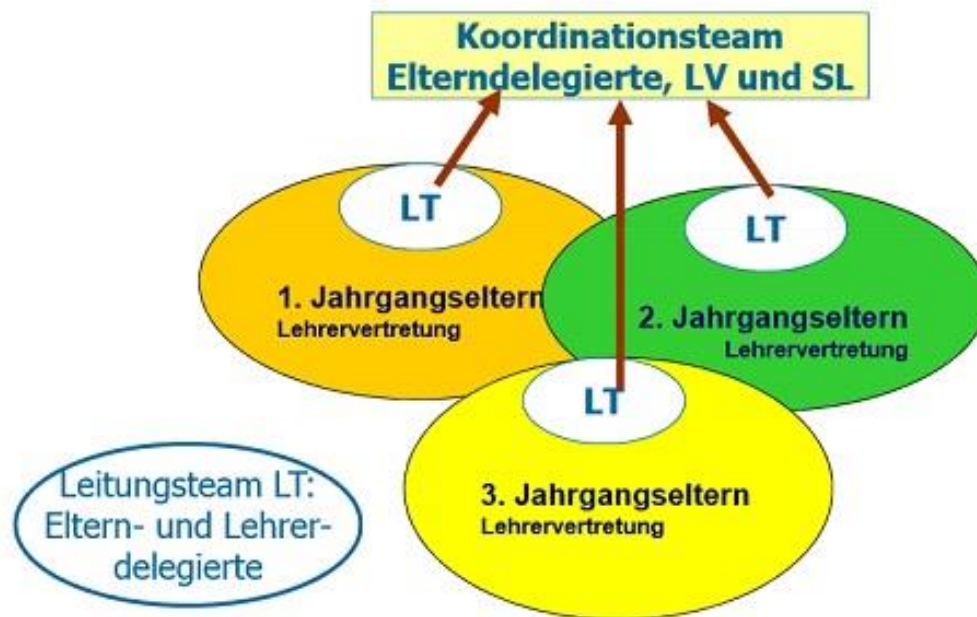 Koordinationsteam
Elterndelegierte, LV und SL
LT
LT
1. Jahrgangseltern
Lehrervertretung
2. Jahrgangseltern
Lehrervertretung
LT
3. Jahrgangseltern
Lehrervertretung
Leitungsteam LT:
Eltern- und Lehrer-
delegierte